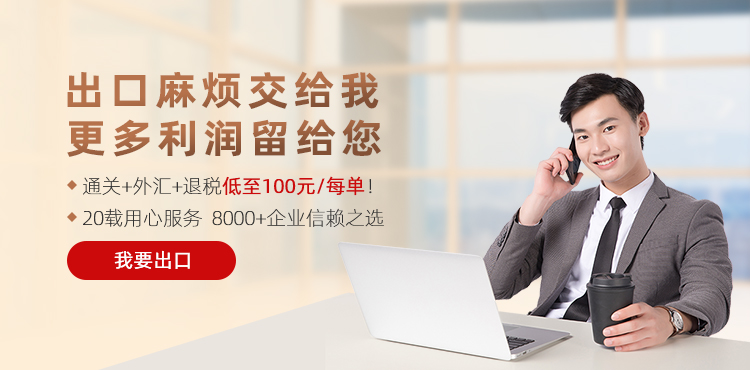 出口麻烦交给我
更多利润留给您
通关+外汇+退税低至100元/每单!
20载用心服务 8000+企业信赖之选
我要出口